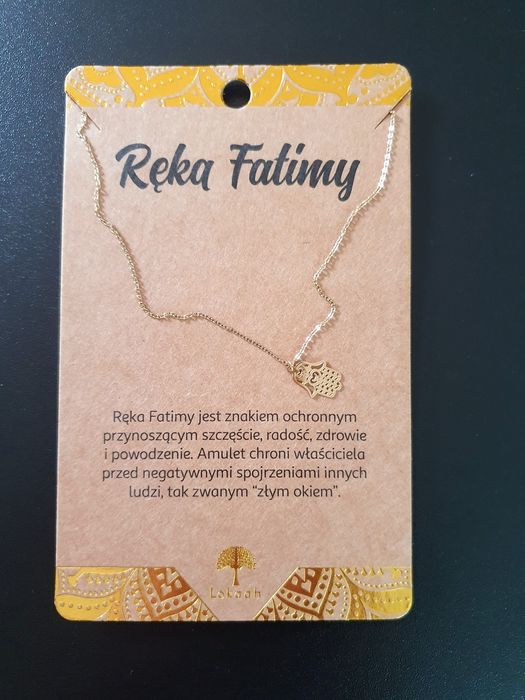 Ręka Fatimy
Ręka Fatimy jest znakiem ochronnym
przynoszącym szczęście, radość, zdrowie
i powodzenie. Amulet chroni właściciela
przed negatywnymi spojrzeniami innych
ludzi, tak zwanym "złym okiem".
Lakaah